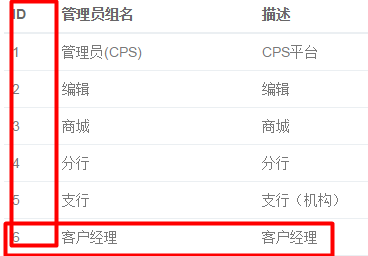 ID 管理员组名 描述
1 管理员(CPS) CPS平台
2 编辑 编辑
3 商城 商城
4 分行 分行
5 支行 支行（机构）
6 客户经理 客户经理